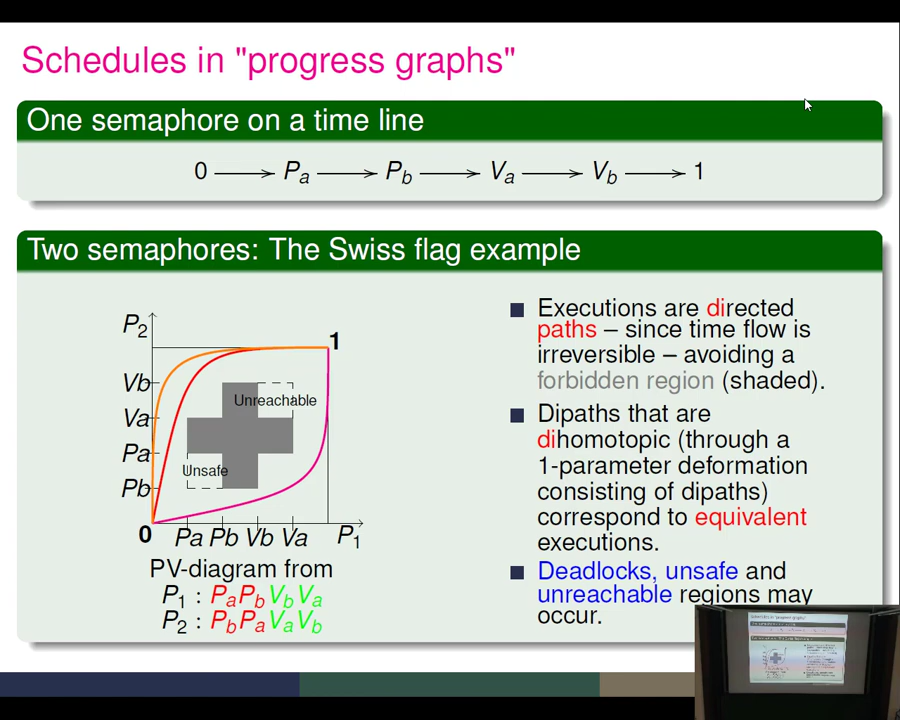 Schedules in "progress graphs"
One semaphore on a time line
0 → Pa → Pb → Va → Vb → 1
Two semaphores: The Swiss flag example
P2
1
Vb
Va
Pa
Pb
Unreachable
Unsafe
0
Pa Pb Vb Va P1
PV-diagram from
P1 : PaPbVbVa
P2 : PbPaVaVb
Executions are directed
paths – since time flow is
irreversible – avoiding a
forbidden region (shaded).
Dipaths that are
dihomotopic (through a
1-parameter deformation
consisting of dipaths)
correspond to equivalent
executions.
Deadlocks, unsafe and
unreachable regions may
occur.